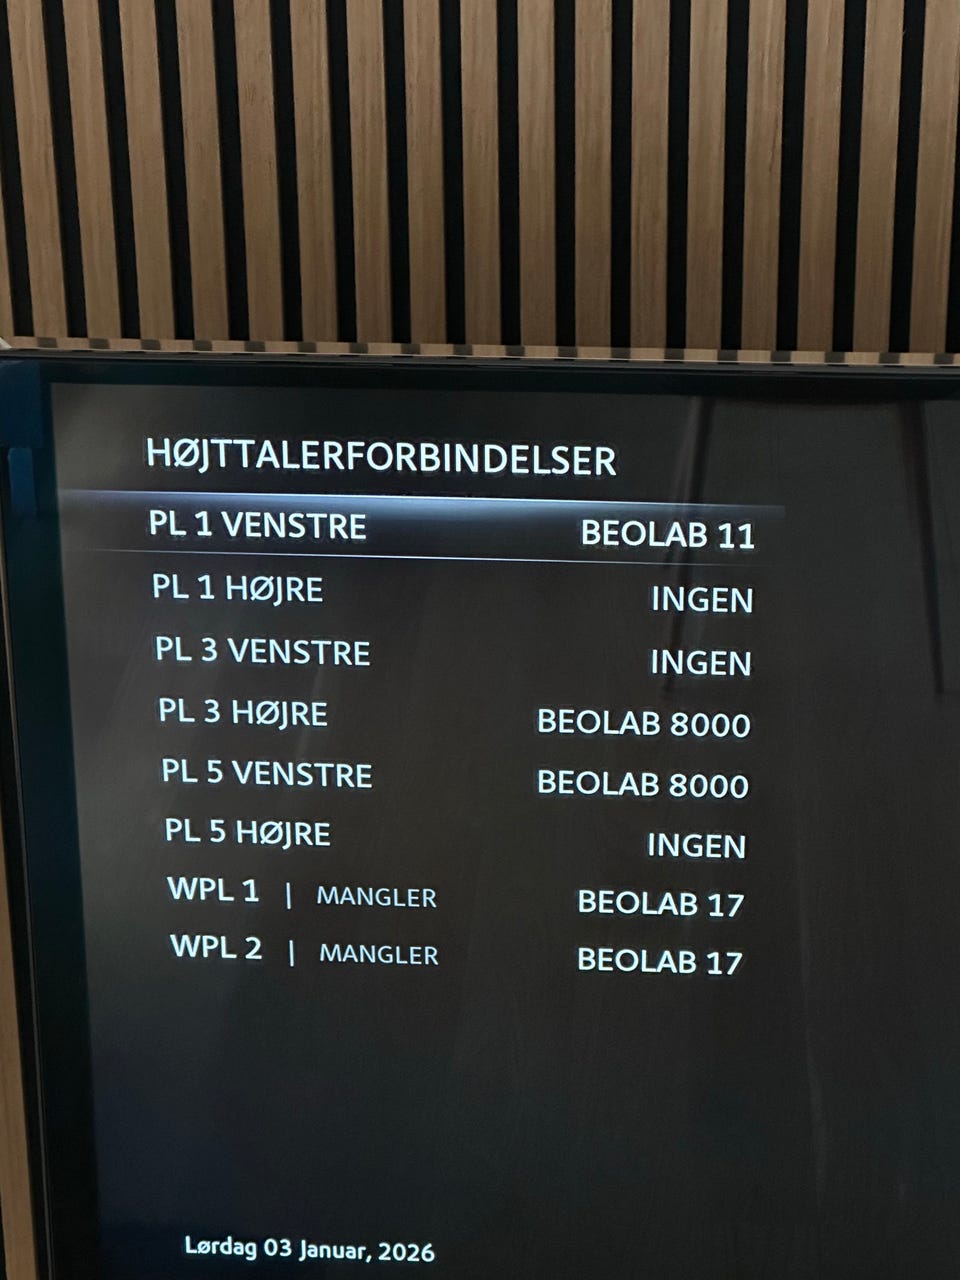 HØJTTALERFORBINDELSER
PL 1 VENSTRE BEOLAB 11
PL 1 HØJRE INGEN
PL 3 VENSTRE INGEN
PL 3 HØJRE BEOLAB 8000
PL 5 VENSTRE BEOLAB 8000
PL 5 HØJRE INGEN
WPL 1 | MANGLER BEOLAB 17
WPL 2 | MANGLER BEOLAB 17
Lørdag 03 Januar, 2026